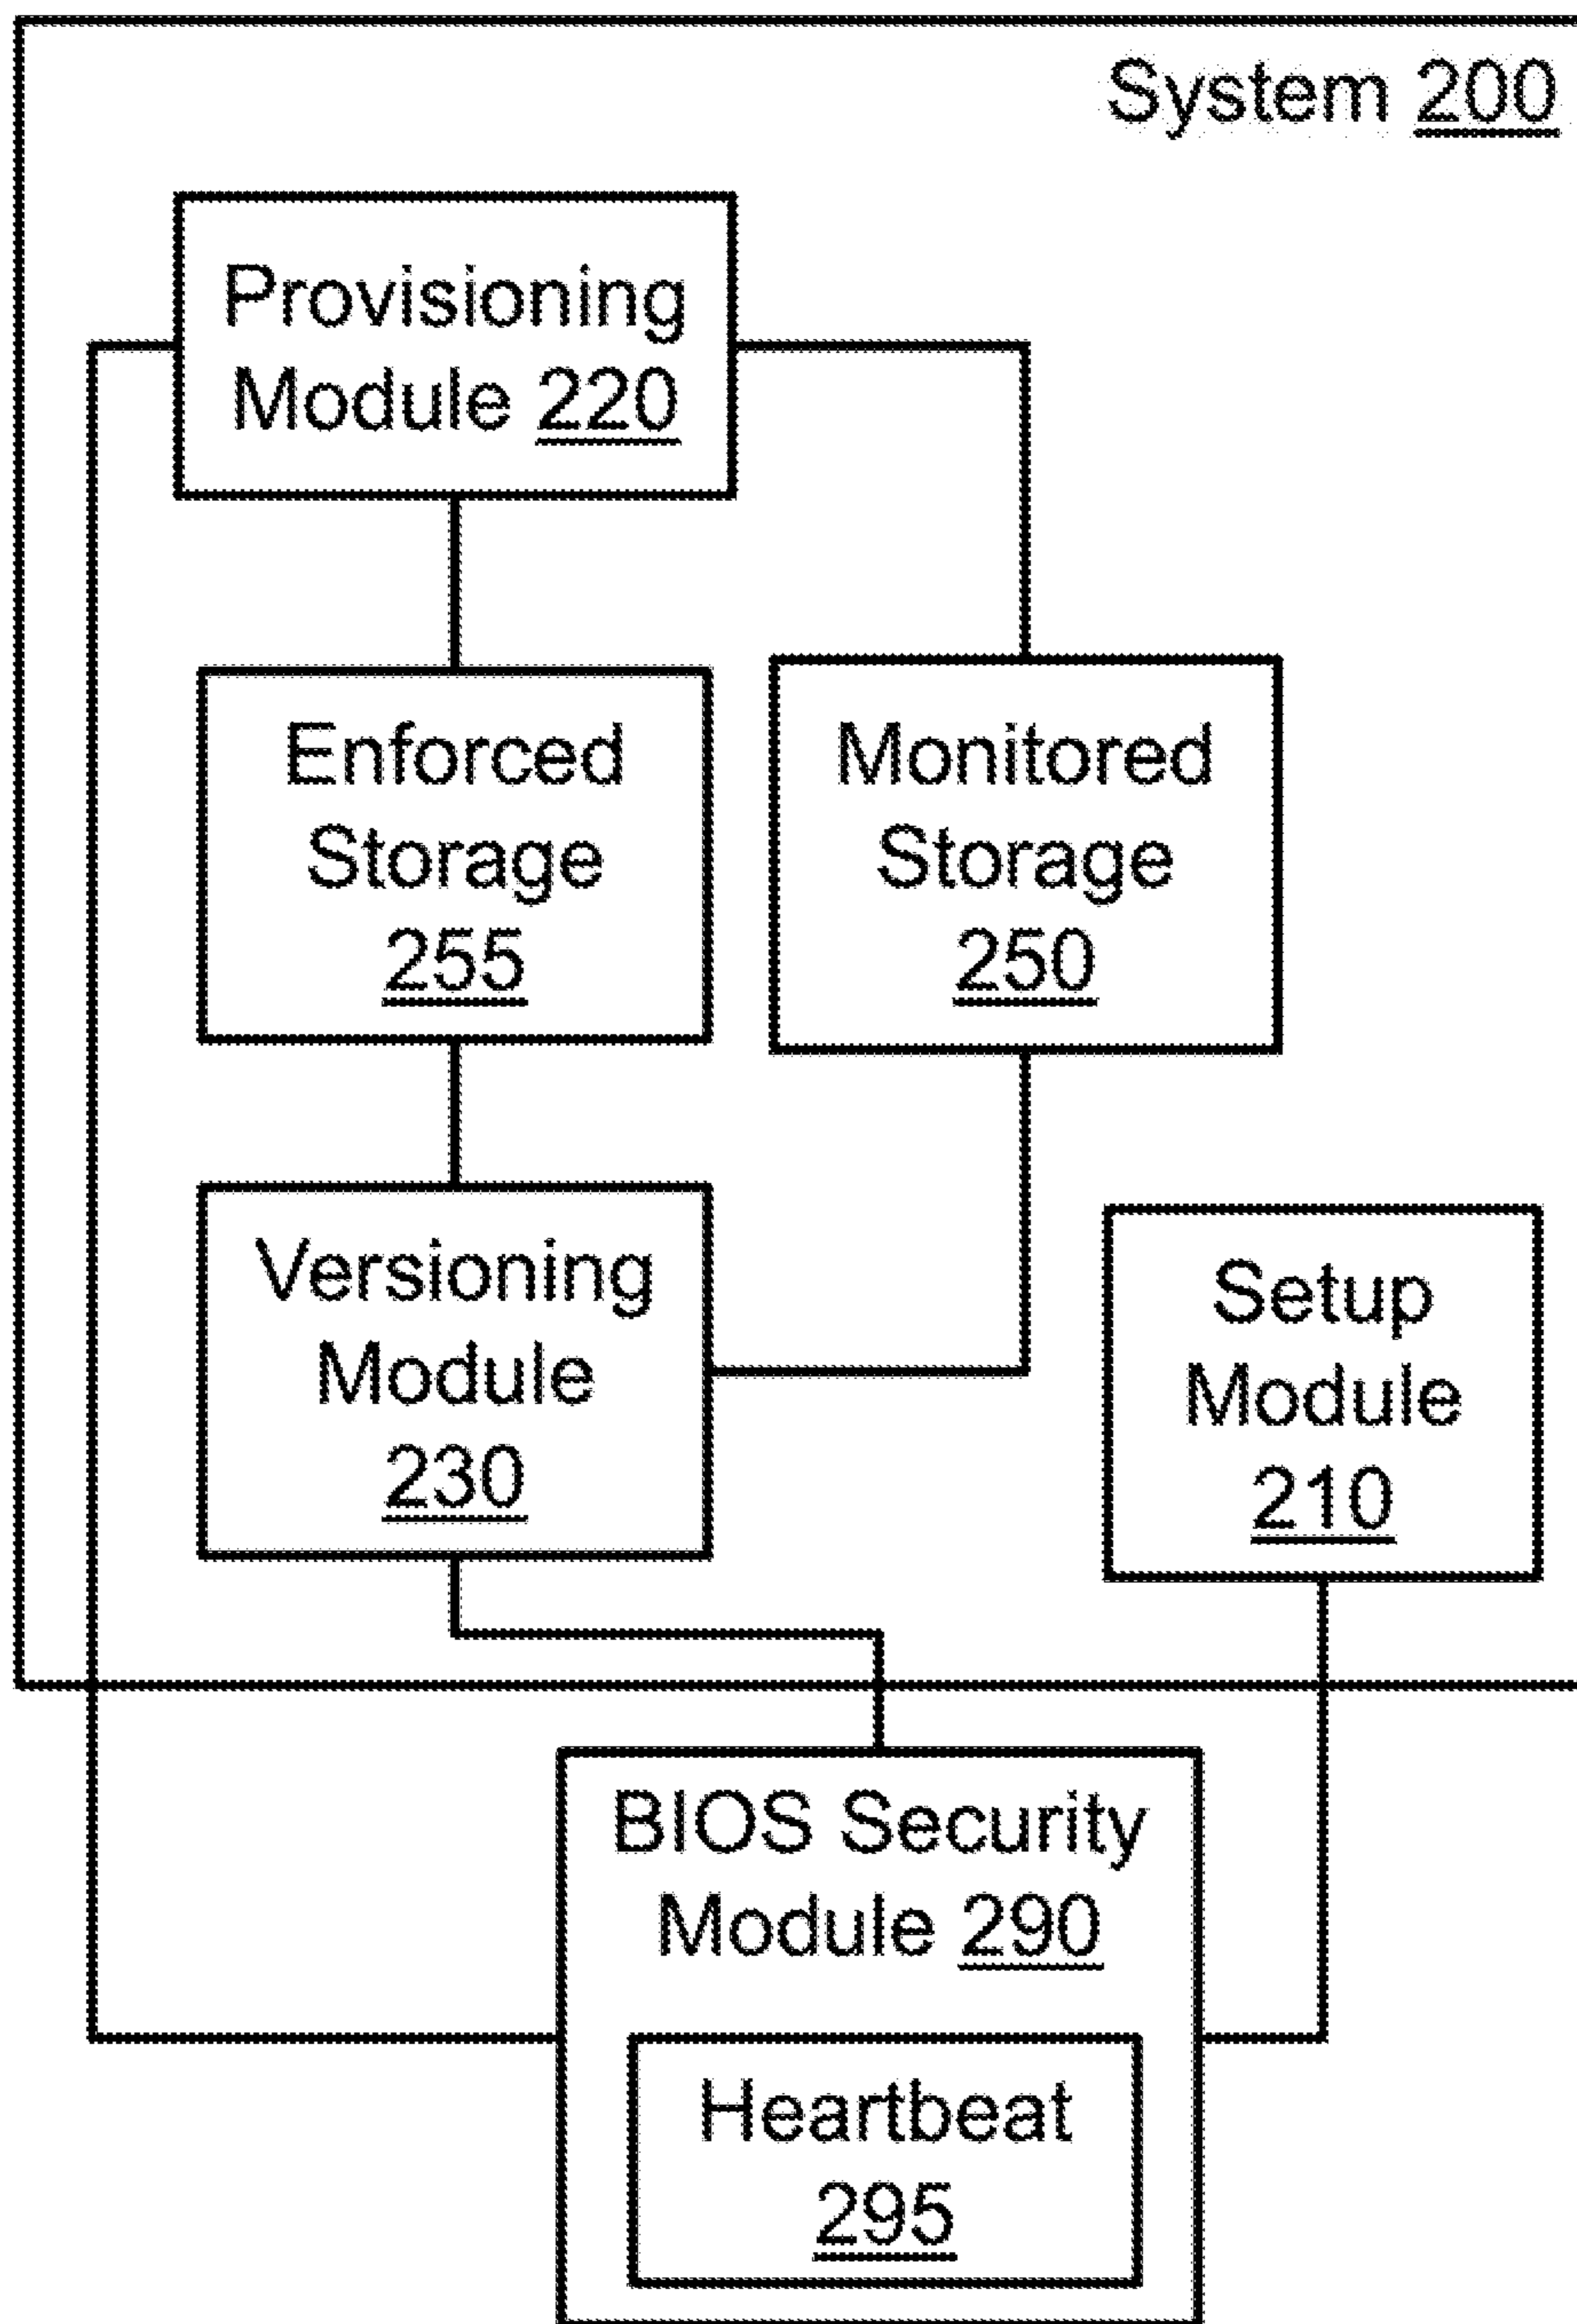 System 200
Provisioning
Module 220
Enforced
Storage
255
Monitored
Storage
250
Versioning
Module
230
Setup
Module
210
BIOS Security
Module 290
Heartbeat
295